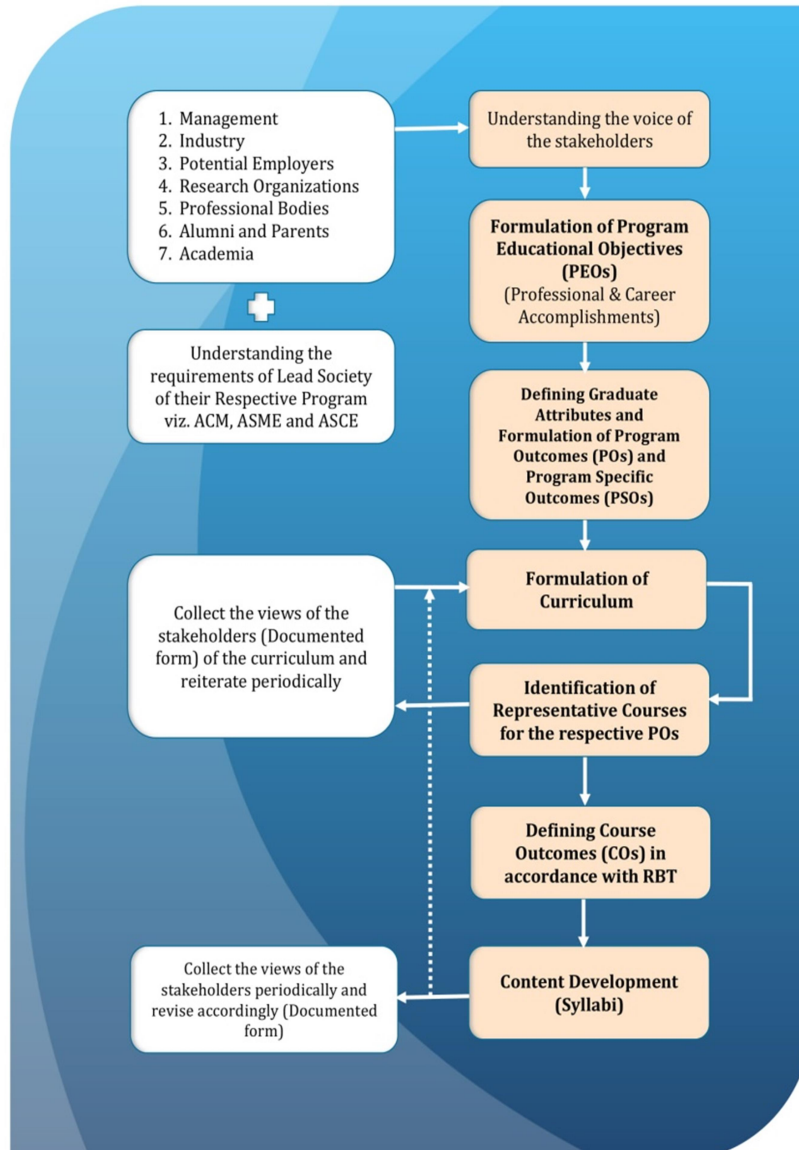 1. Management
2. Industry
3. Potential Employers
4. Research Organizations
5. Professional Bodies
6. Alumni and Parents
7. Academia
Understanding the voice of
the stakeholders
Formulation of Program
Educational Objectives
(PEOs)
(Professional & Career
Accomplishments)
Understanding the
requirements of Lead Society
of their Respective Program
viz. ACM, ASME and ASCE
Defining Graduate
Attributes and
Formulation of Program
Outcomes (POs) and
Program Specific
Outcomes (PSOs)
Formulation of
Curriculum
Collect the views of the
stakeholders (Documented
form) of the curriculum and
reiterate periodically
Identification of
Representative Courses
for the respective POs
Defining Course
Outcomes (COs) in
accordance with RBT
Content Development
(Syllabi)
Collect the views of the
stakeholders periodically and
revise accordingly (Documented
form)